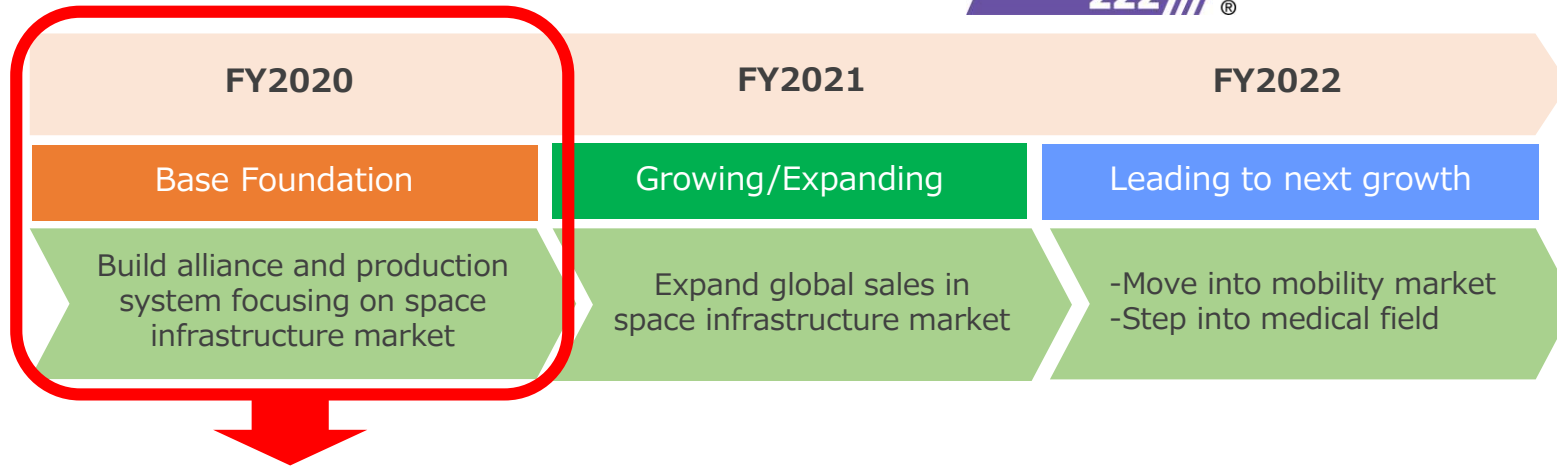 222 ®
FY2020
FY2021
FY2022
Base Foundation
Growing/Expanding
Leading to next growth
Build alliance and production
system focusing on space
infrastructure market
Expand global sales in
space infrastructure market
-Move into mobility market
-Step into medical field